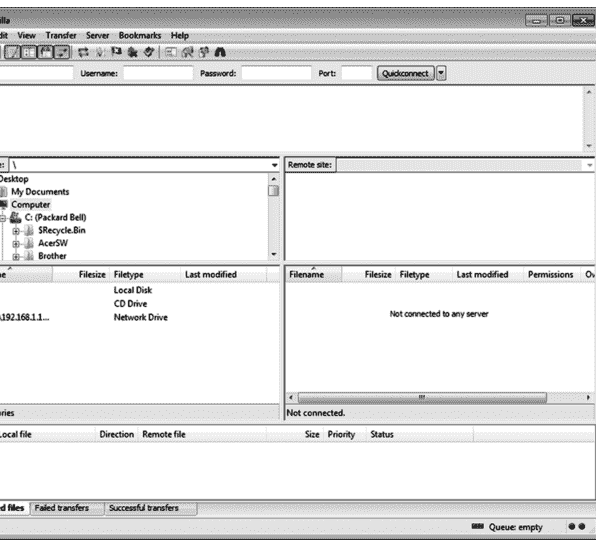 illa
dit View Transfer Server Bookmarks Help
Username: Password: Port: Quickconnect
e: \ Remote site:
Desktop
My Documents
Computer
C: (Packard Bell)
$Recycle.Bin
AcerSW
Brother
me Filesize Filetype Last modified Filename Filesize Filetype Last modified Permissions Ov
Local Disk
CD Drive
\192.168.1.1... Network Drive
Not connected to any server
ories Not connected.
Local file Direction Remote file Size Priority Status
ed files Failed transfers Successful transfers
Queue: empty